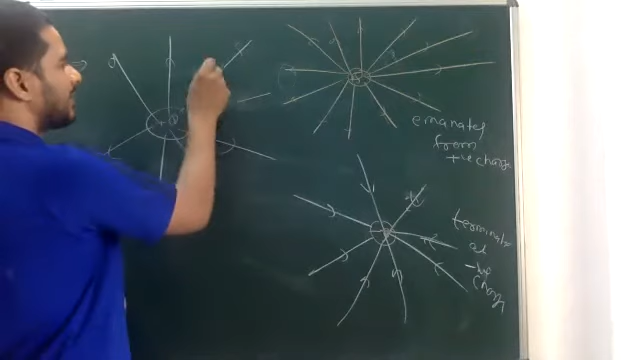 emanates
from
+ve charge
terminate
at
-ve
charge